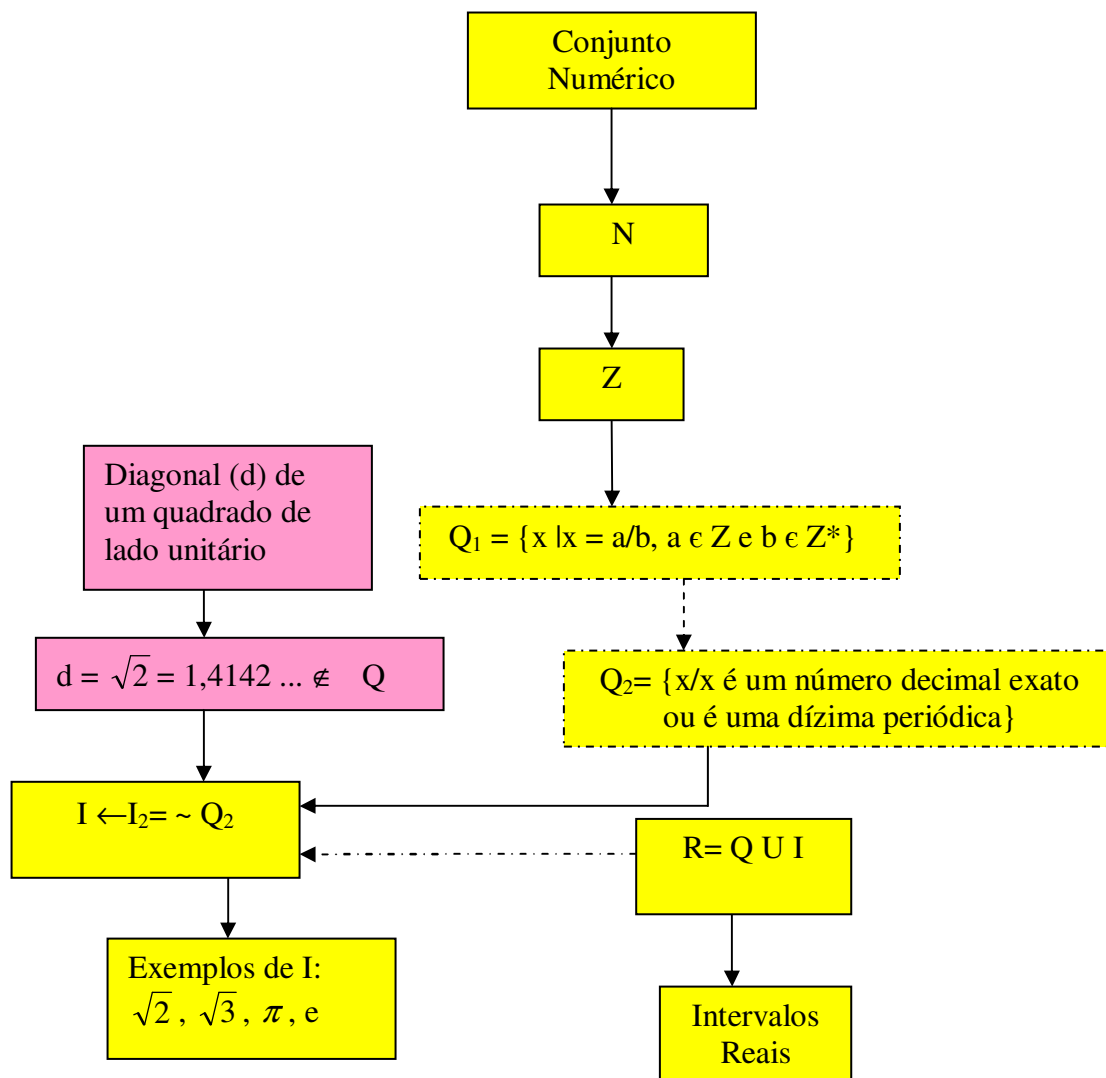 Conjunto
Numérico
N
Z
Diagonal (d) de
um quadrado de
lado unitário
Q₁ = {x |x = a/b, a є Z e b є Z*}
d = √2 = 1,4142 ... ∉ Q
Q₂= {x/x é um número decimal exato
ou é uma dízima periódica}
I ←I₂= ~ Q₂
R= Q U I
Exemplos de I:
√2 , √3 , π , e
Intervalos
Reais